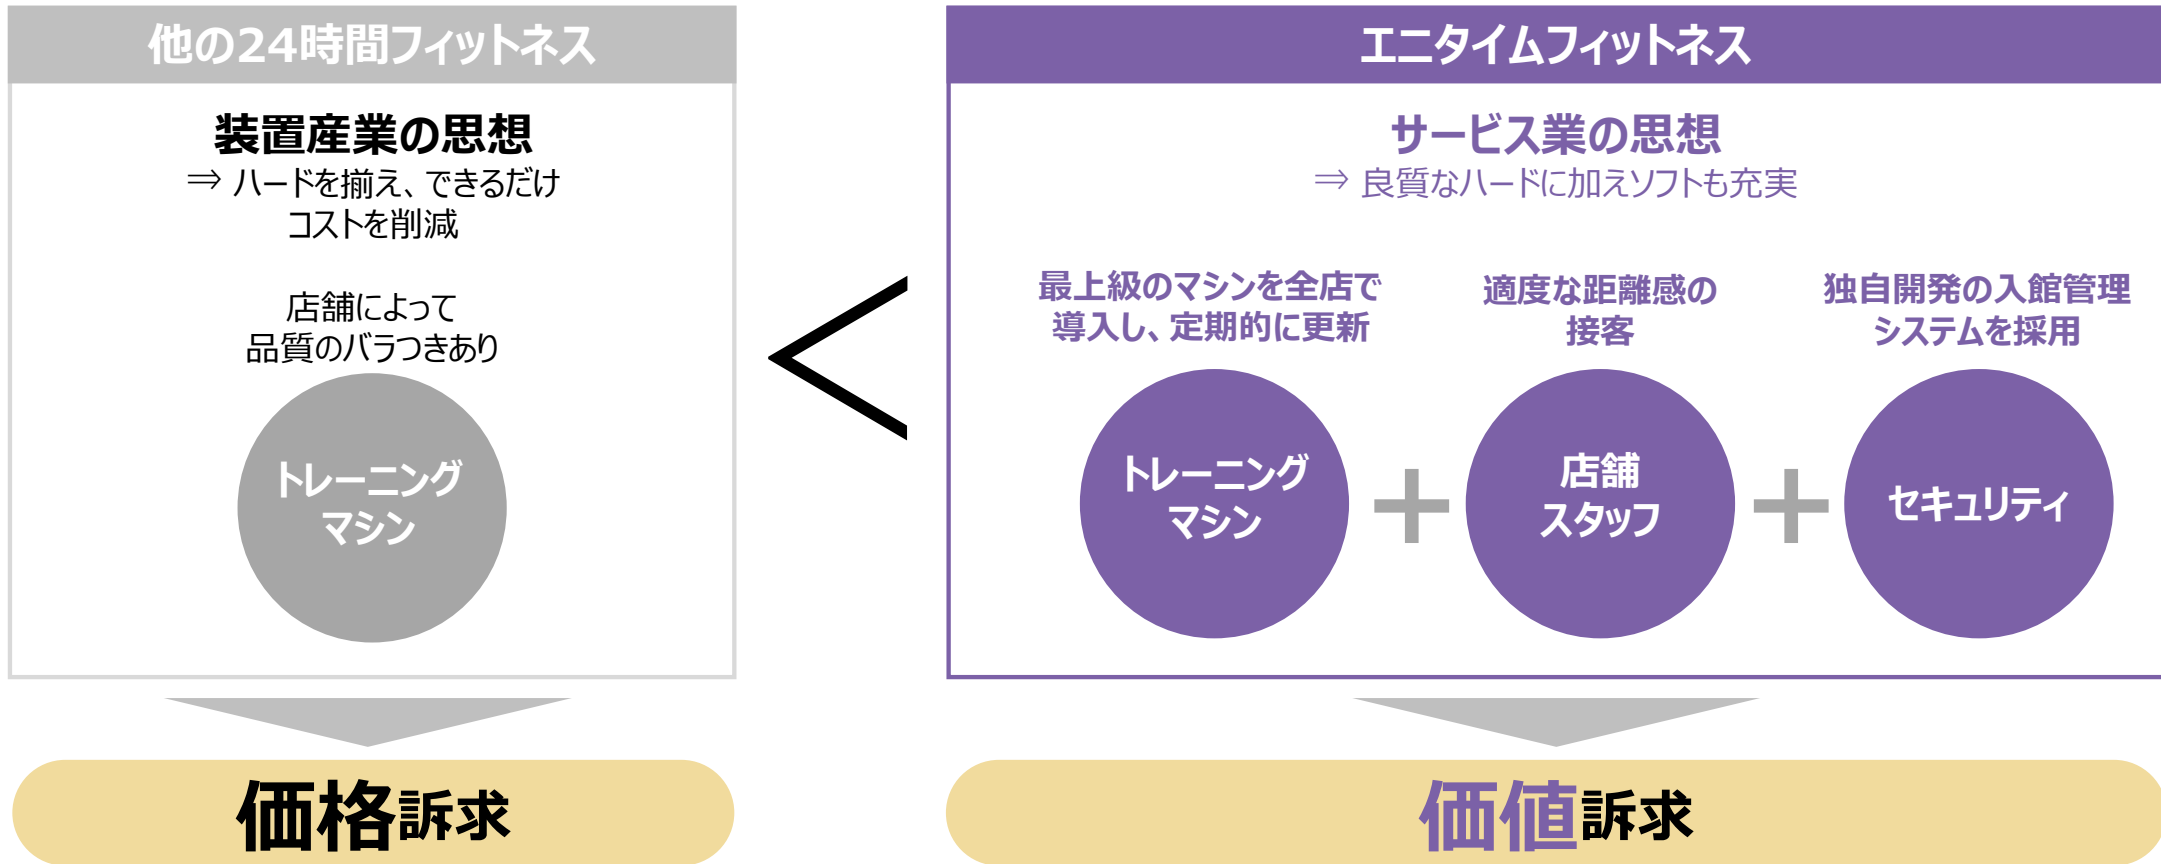 他の24時間フィットネス
装置産業の思想
⇒ ハードを揃え、できるだけ
コストを削減
店舗によって
品質のバラつきあり
トレーニング
マシン
価格訴求
＜
エニタイムフィットネス
サービス業の思想
⇒ 良質なハードに加えソフトも充実
最上級のマシンを全店で
導入し、定期的に更新
トレーニング
マシン
+
適度な距離感の
接客
店舗
スタッフ
+
独自開発の入館管理
システムを採用
セキュリティ
価値訴求